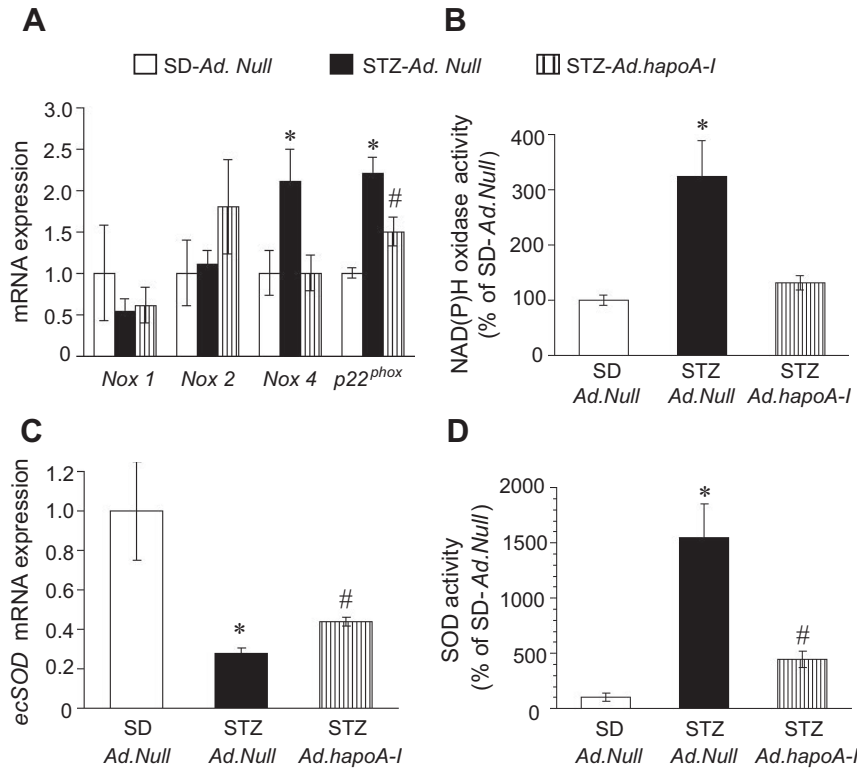 A
B
SD-Ad. Null STZ-Ad. Null STZ-Ad.hapoA-I
mRNA expression
3.0
2.5
2.0
1.5
1.0
0.5
0.0
* * #
Nox 1 Nox 2 Nox 4 p22phox
NAD(P)H oxidase activity
(% of SD- Ad.Null)
400
300
200
100
0
*
SD STZ STZ
Ad.Null Ad.Null Ad.hapoA-I
C
ecSOD mRNA expression
1.2
1.0
0.8
0.6
0.4
0.2
0
* #
SD STZ STZ
Ad.Null Ad.Null Ad.hapoA-I
D
SOD activity
(% of SD- Ad.Null)
2000
1500
1000
500
0
* #
SD STZ STZ
Ad.Null Ad.Null Ad.hapoA-I